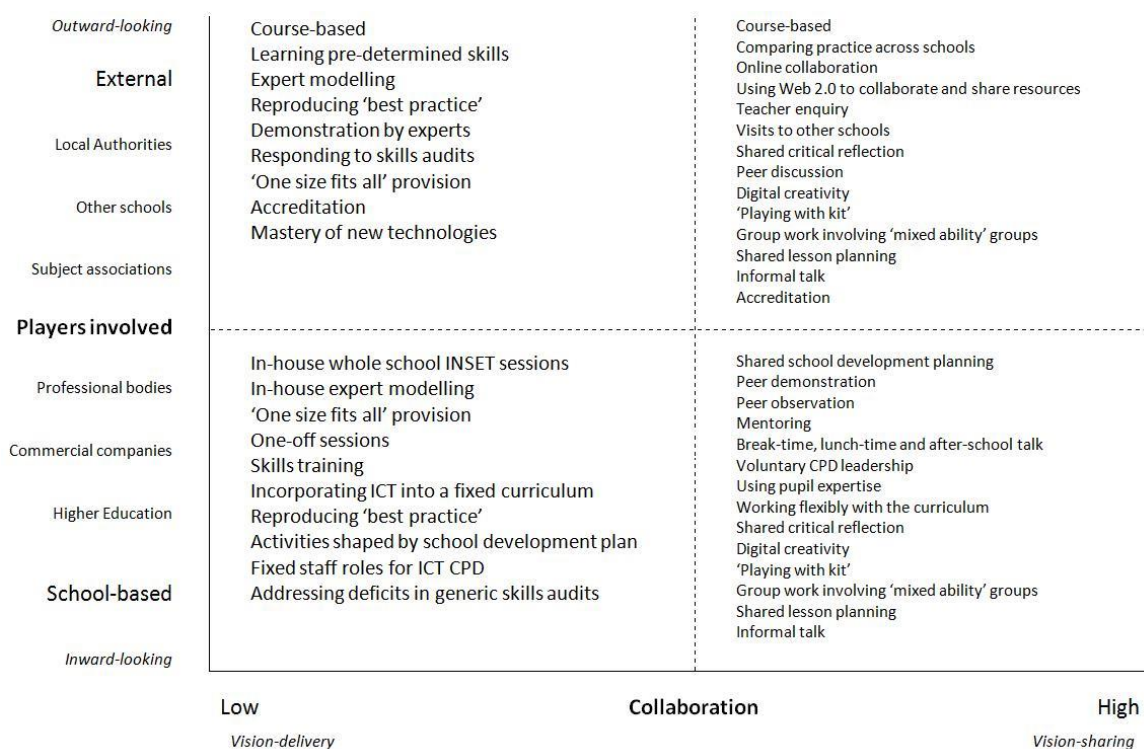 Outward-looking
External
Local Authorities
Other schools
Subject associations
Players involved
Professional bodies
Commercial companies
Higher Education
School-based
Inward-looking
Course-based
Learning pre-determined skills
Expert modelling
Reproducing ‘best practice’
Demonstration by experts
Responding to skills audits
‘One size fits all’ provision
Accreditation
Mastery of new technologies
Course-based
Comparing practice across schools
Online collaboration
Using Web 2.0 to collaborate and share resources
Teacher enquiry
Visits to other schools
Shared critical reflection
Peer discussion
Digital creativity
‘Playing with kit’
Group work involving ‘mixed ability’ groups
Shared lesson planning
Informal talk
Accreditation
In-house whole school INSET sessions
In-house expert modelling
‘One size fits all’ provision
One-off sessions
Skills training
Incorporating ICT into a fixed curriculum
Reproducing ‘best practice’
Activities shaped by school development plan
Fixed staff roles for ICT CPD
Addressing deficits in generic skills audits
Shared school development planning
Peer demonstration
Peer observation
Mentoring
Break-time, lunch-time and after-school talk
Voluntary CPD leadership
Using pupil expertise
Working flexibly with the curriculum
Shared critical reflection
Digital creativity
‘Playing with kit’
Group work involving ‘mixed ability’ groups
Shared lesson planning
Informal talk
Low
Collaboration
High
Vision-delivery
Vision-sharing